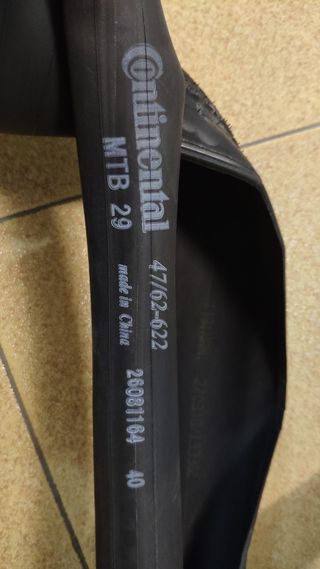 Continental
MTB 29 47/62-622
made in China 26081164 40